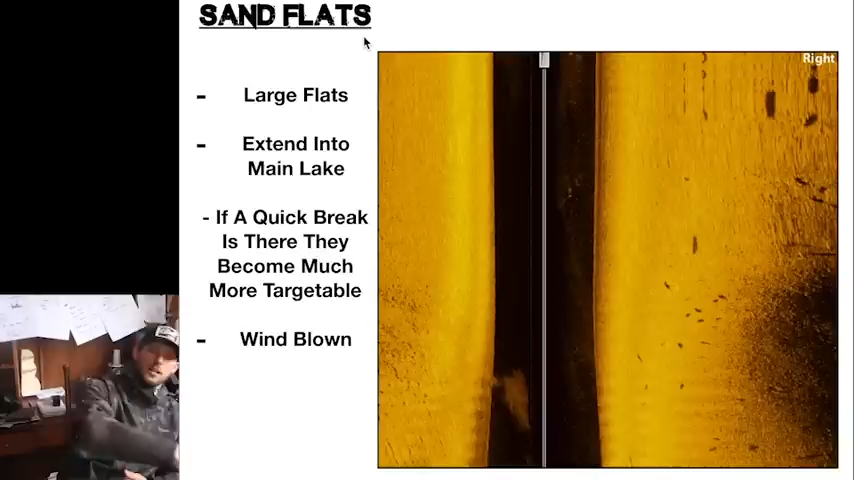 SAND FLATS
Right
- Large Flats
- Extend Into
Main Lake
- If A Quick Break
Is There They
Become Much
More Targetable
- Wind Blown